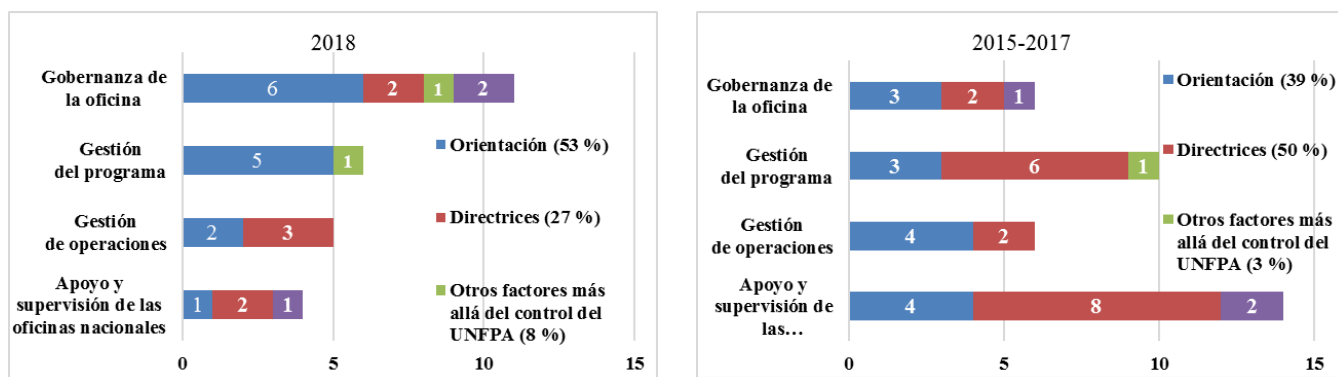 2018
Gobernanza de
la oficina
6 2 1 2
Gestión
del programa
5 1
Gestión
de operaciones
2 3
Apoyo y
supervisión de las
oficinas nacionales
1 2 1
0 5 10 15
Orientación (53 %)
Directrices (27 %)
Otros factores más
allá del control del
UNFPA (8 %)
2015-2017
Gobernanza de
la oficina
3 2 1
Gestión
del programa
3 6 1
Gestión
de operaciones
4 2
Apoyo y
supervisión de
las…
4 8 2
0 5 10 15
Orientación (39 %)
Directrices (50 %)
Otros factores más
allá del control del
UNFPA (3 %)